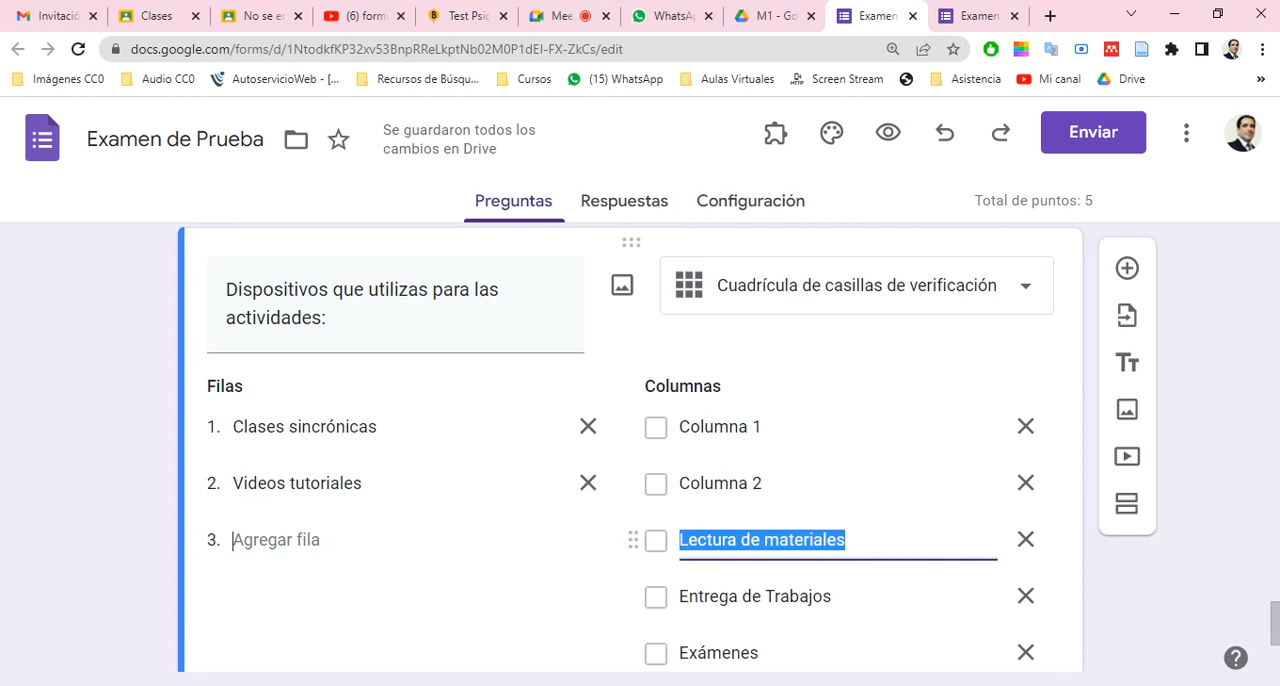 Invitació
Clases
No se er
(6) form
Test Psic
Mee
WhatsA
M1 - Go
Examen
Examen
docs.google.com/forms/d/1NtodkfKP32xv53BnpRReLkptNb02M0P1dEI-FX-ZkCs/edit
Imágenes CC0
Audio CC0
AutoservicioWeb - [...
Recursos de Búsqu...
Cursos
(15) WhatsApp
Aulas Virtuales
Screen Stream
Asistencia
Mi canal
Drive
»
Examen de Prueba
Se guardaron todos los
cambios en Drive
Enviar
Preguntas
Respuestas
Configuración
Total de puntos: 5
Dispositivos que utilizas para las
actividades:
Cuadrícula de casillas de verificación
Filas
Columnas
1. Clases sincrónicas
Columna 1
2. Videos tutoriales
Columna 2
3. Agregar fila
Lectura de materiales
Entrega de Trabajos
Exámenes